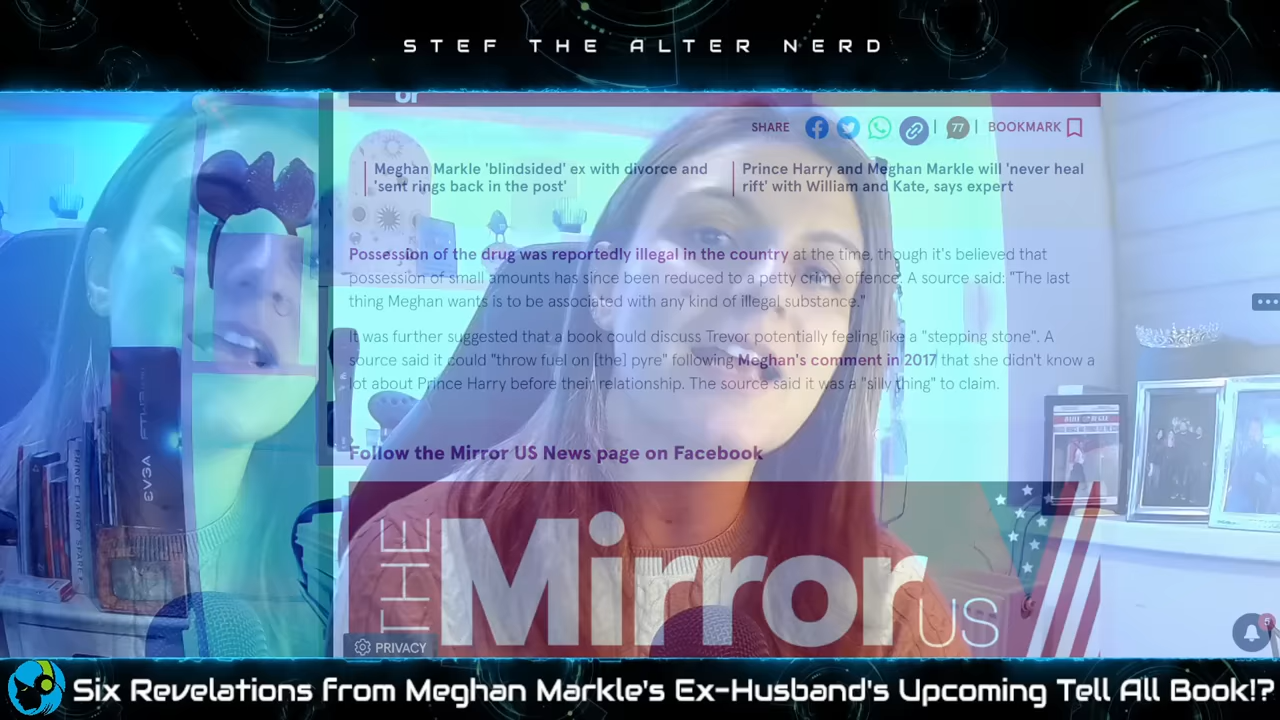 STEF THE ALTER NERD
or
SHARE 77 BOOKMARK
Meghan Markle 'blindsided' ex with divorce and
'sent rings back in the post'
Prince Harry and Meghan Markle will 'never heal
rift' with William and Kate, says expert
Possession of the drug was reportedly illegal in the country at the time, though it's believed that
possession of small amounts has since been reduced to a petty crime offence. A source said: "The last
thing Meghan wants is to be associated with any kind of illegal substance."
It was further suggested that a book could discuss Trevor potentially feeling like a "stepping stone". A
source said it could "throw fuel on [the] pyre" following Meghan's comment in 2017 that she didn't know a
lot about Prince Harry before their relationship. The source said it was a "silly thing" to claim.
EVGA
PRINCE HARRY SPARE
Follow the Mirror US News page on Facebook
THE Mirror US
PRIVACY
5
Six Revelations from Meghan Markle's Ex-Husband's Upcoming Tell All Book!?